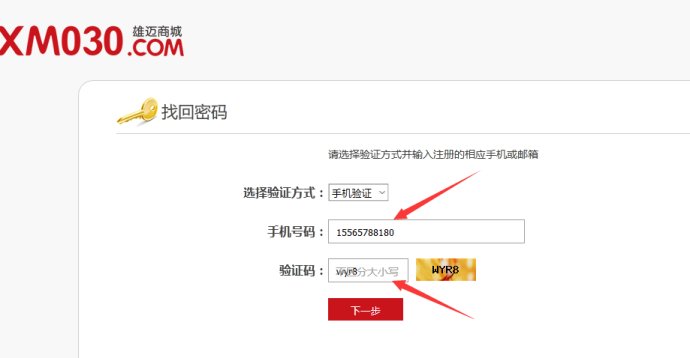 XM030.COM 雄迈商城
找回密码
请选择验证方式并输入注册的相应手机或邮箱
选择验证方式： 手机验证
手机号码： 15565788180
验证码： wyr8 分大小写 WYR8
下一步